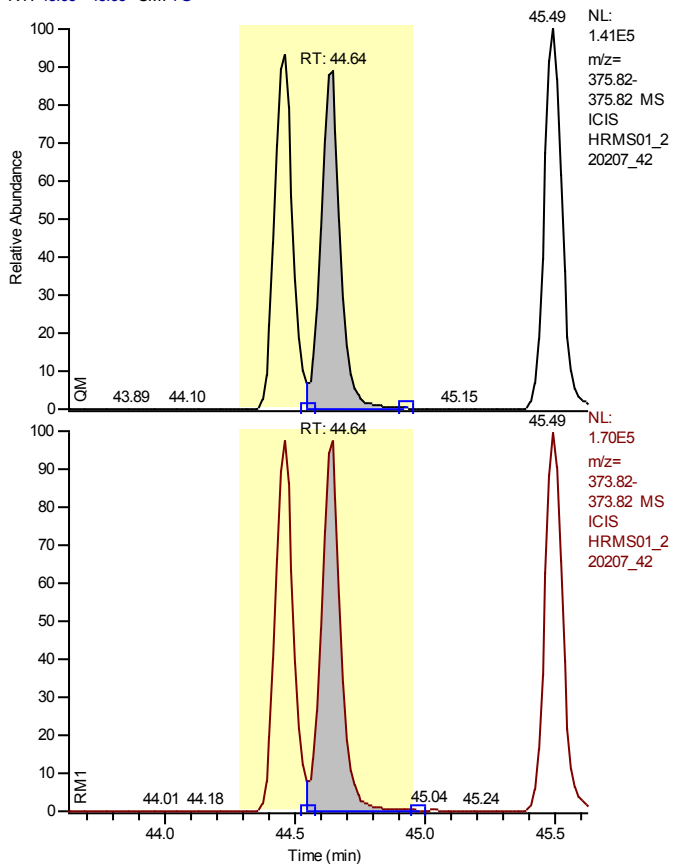 45.49
NL:
1.41E5
m/z=
375.82-
375.82 MS
ICIS
HRMS01_2
20207_42
RT: 44.64
100
90
80
70
60
50
40
30
20
10
0
Relative Abundance
QM
43.89 44.10 45.15
45.49
NL:
1.70E5
m/z=
373.82-
373.82 MS
ICIS
HRMS01_2
20207_42
RT: 44.64
100
90
80
70
60
50
40
30
20
10
0
RM1
44.01 44.18 45.04 45.24
44.0 44.5 45.0 45.5
Time (min)